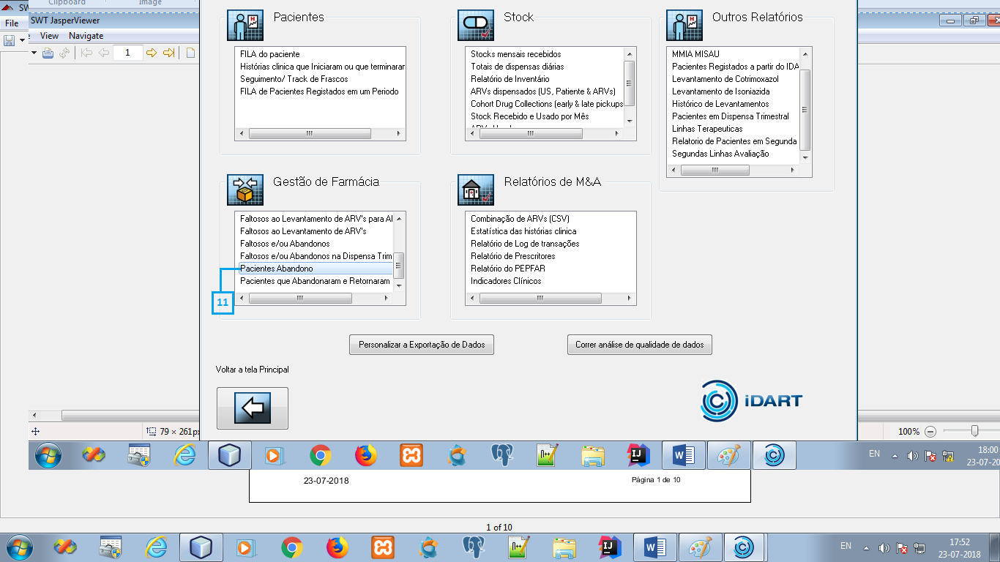 Clipboard
Image
SW
SWT JasperViewer
File
View Navigate
1
Pacientes
FILA do paciente
Histórias clinica que Iniciaram ou que terminarar
Seguimento/ Track de Frascos
FILA de Pacientes Registados em um Periodo
Stock
Stocks mensais recebidos
Totais de dispensas diárias
Relatório de Inventário
ARVs dispensados (US, Patiente & ARVs)
Cohort Drug Collections (early & late pickups
Stock Recebido e Usado por Mês
Outros Relatórios
MMIA MISAU
Pacientes Registados a partir do IDA
Levantamento de Cotrimoxazol
Levantamento de Isoniazida
Histórico de Levantamentos
Pacientes em Dispensa Trimestral
Linhas Terapeuticas
Relatorio de Pacientes em Segunda
Segundas Linhas Avaliação
Gestão de Farmácia
Faltosos ao Levantamento de ARV's para Al
Faltosos ao Levantamento de ARV's
Faltosos e/ou Abandonos
Faltosos e/ou Abandonos na Dispensa Trim
Pacientes Abandono
Pacientes que Abandonaram e Retornaram
11
Relatórios de M&A
Combinação de ARVs (CSV)
Estatística das histórias clinica
Relatório de Log de transações
Relatório de Prescritores
Relatório do PEPFAR
Indicadores Clínicos
Personalizar a Exportação de Dados
Correr análise de qualidade de dados
Voltar a tela Principal
iDART
79 × 261px
100%
EN
18:00
23-07-20
23-07-2018
Página 1 de 10
1 of 10
EN
17:52
23-07-2018